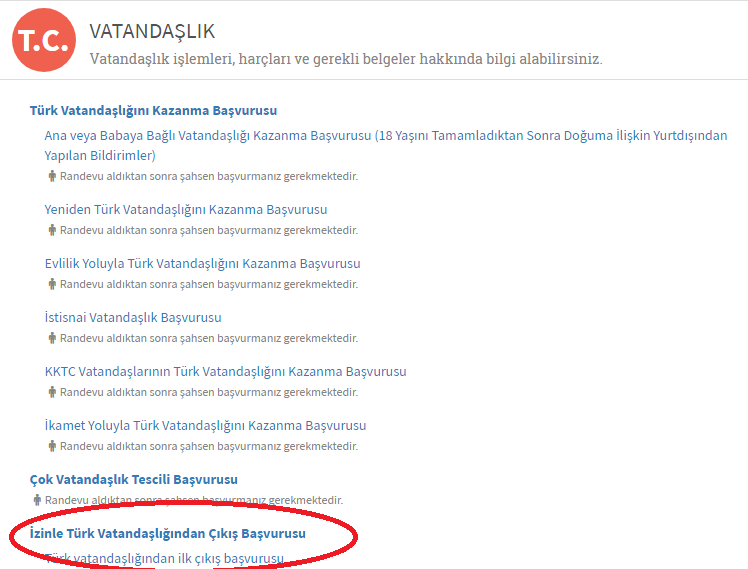 T.C.
VATANDAŞLIK
Vatandaşlık işlemleri, harçları ve gerekli belgeler hakkında bilgi alabilirsiniz.
Türk Vatandaşlığını Kazanma Başvurusu
Ana veya Babaya Bağlı Vatandaşlığı Kazanma Başvurusu (18 Yaşını Tamamladıktan Sonra Doğuma İlişkin Yurtdışından
Yapılan Bildirimler)
Randevu aldıktan sonra şahsen başvurmanız gerekmektedir.
Yeniden Türk Vatandaşlığını Kazanma Başvurusu
Randevu aldıktan sonra şahsen başvurmanız gerekmektedir.
Evlilik Yoluyla Türk Vatandaşlığını Kazanma Başvurusu
Randevu aldıktan sonra şahsen başvurmanız gerekmektedir.
İstisnai Vatandaşlık Başvurusu
Randevu aldıktan sonra şahsen başvurmanız gerekmektedir.
KKTC Vatandaşlarının Türk Vatandaşlığını Kazanma Başvurusu
Randevu aldıktan sonra şahsen başvurmanız gerekmektedir.
İkamet Yoluyla Türk Vatandaşlığını Kazanma Başvurusu
Randevu aldıktan sonra şahsen başvurmanız gerekmektedir.
Çok Vatandaşlık Tescili Başvurusu
Randevu aldıktan sonra şahsen başvurmanız gerekmektedir.
İzinle Türk Vatandaşlığından Çıkış Başvurusu
Türk vatandaşlığından ilk çıkış başvurusu